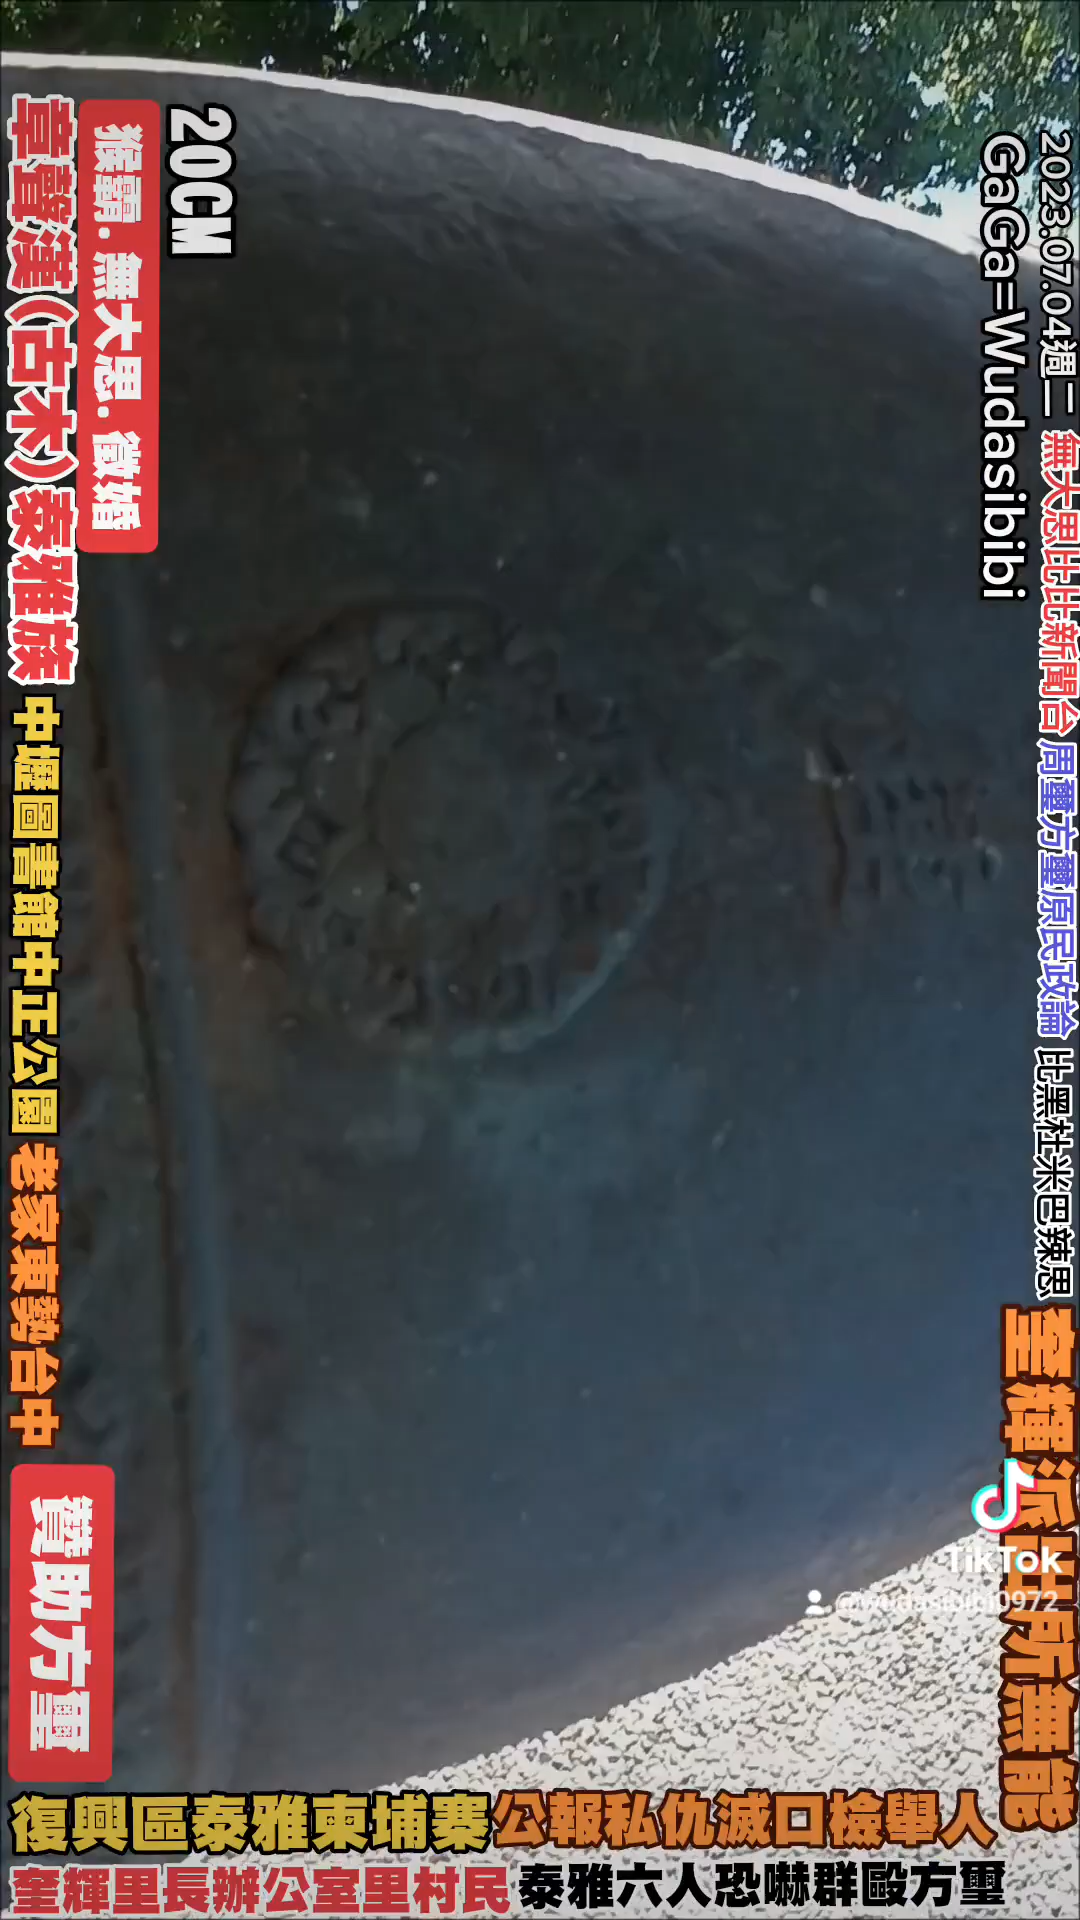 2023.07.04週二 無大思比比新聞台 周璽方璽原民政論 比黑杜米巴辣思
GaGa=Wudasibibi
奎輝派出所無能
20CM
猴霸. 無大思. 徵婚
章聲漢(古木)泰雅族 中壢圖書館中正公園 老家東勢台中
贊助方璽
TikTok
@wudasibibi0972
復興區泰雅柬埔寨 公報私仇滅口檢舉人
奎輝里長辦公室里村民 泰雅六人恐嚇群毆方璽